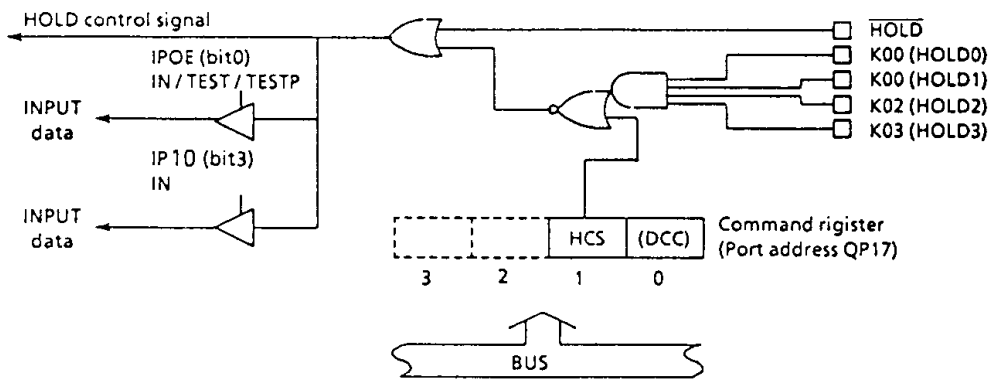 HOLD control signal
IPOE (bit0)
IN / TEST / TESTP
INPUT
data
IP10 (bit3)
IN
INPUT
data
HOLD
K00 (HOLD0)
K00 (HOLD1)
K02 (HOLD2)
K03 (HOLD3)
HCS
(DCC)
Command rigister
(Port address QP17)
3
2
1
0
BUS